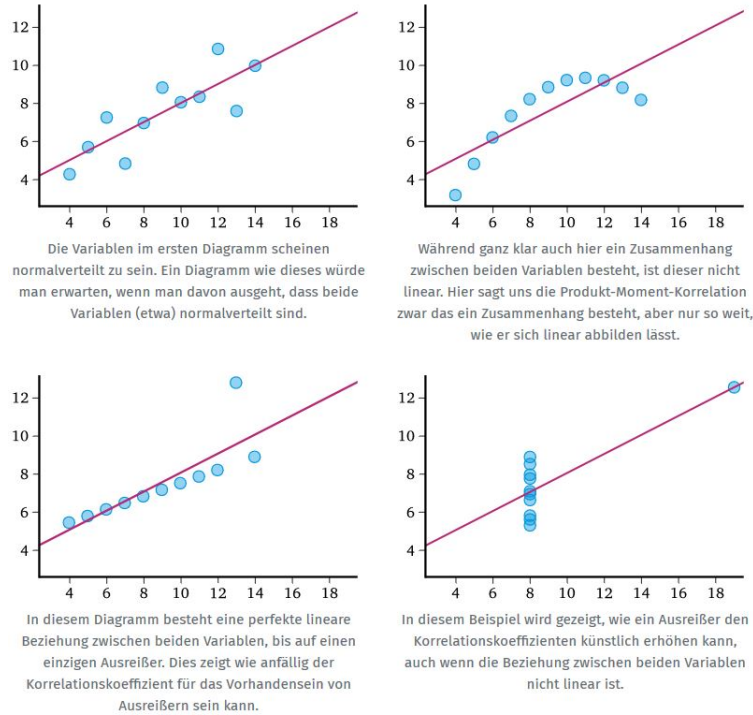 12
10
8
6
4
4 6 8 10 12 14 16 18
Die Variablen im ersten Diagramm scheinen
normalverteilt zu sein. Ein Diagramm wie dieses würde
man erwarten, wenn man davon ausgeht, dass beide
Variablen (etwa) normalverteilt sind.
12
10
8
6
4
4 6 8 10 12 14 16 18
Während ganz klar auch hier ein Zusammenhang
zwischen beiden Variablen besteht, ist dieser nicht
linear. Hier sagt uns die Produkt-Moment-Korrelation
zwar das ein Zusammenhang besteht, aber nur so weit,
wie er sich linear abbilden lässt.
12
10
8
6
4
4 6 8 10 12 14 16 18
In diesem Diagramm besteht eine perfekte lineare
Beziehung zwischen beiden Variablen, bis auf einen
einzigen Ausreißer. Dies zeigt wie anfällig der
Korrelationskoeffizient für das Vorhandensein von
Ausreißern sein kann.
12
10
8
6
4
4 6 8 10 12 14 16 18
In diesem Beispiel wird gezeigt, wie ein Ausreißer den
Korrelationskoeffizienten künstlich erhöhen kann,
auch wenn die Beziehung zwischen beiden Variablen
nicht linear ist.